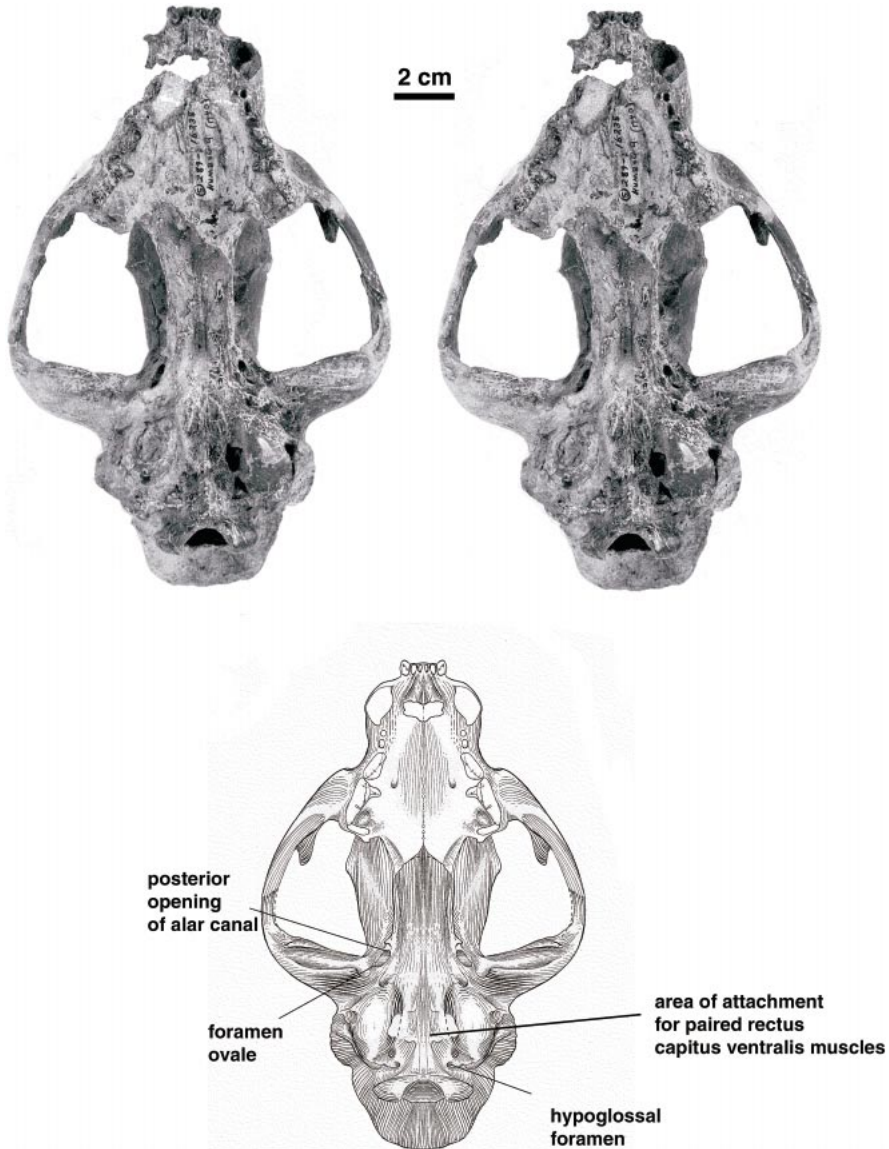 2 cm
posterior
opening
of alar canal
foramen
ovale
area of attachment
for paired rectus
capitus ventralis muscles
hypoglossal
foramen